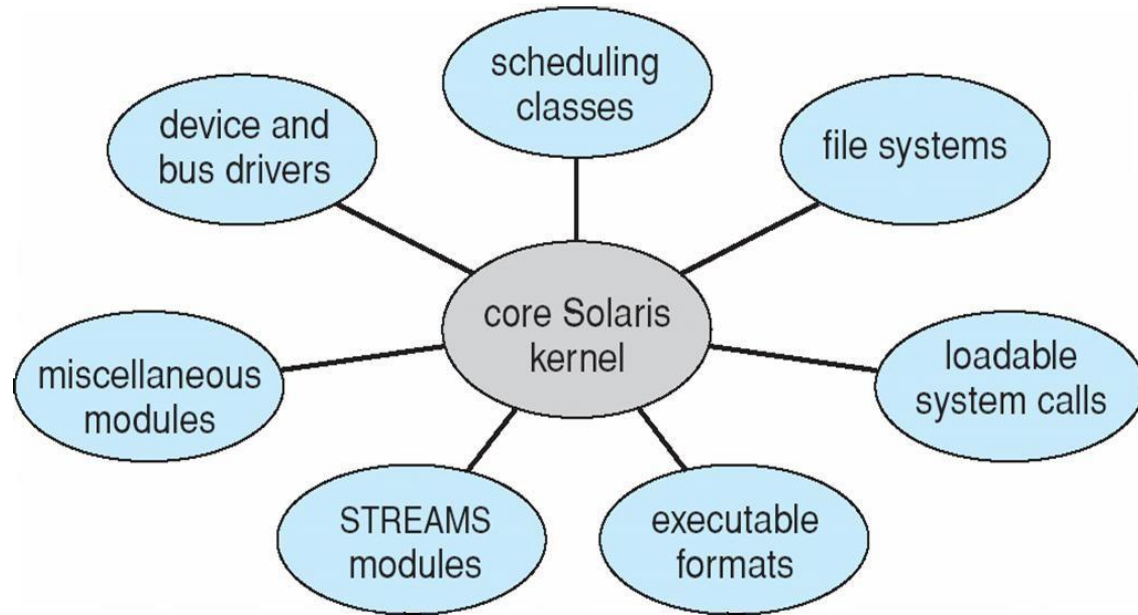 scheduling
classes
device and
bus drivers
file systems
core Solaris
kernel
miscellaneous
modules
loadable
system calls
STREAMS
modules
executable
formats